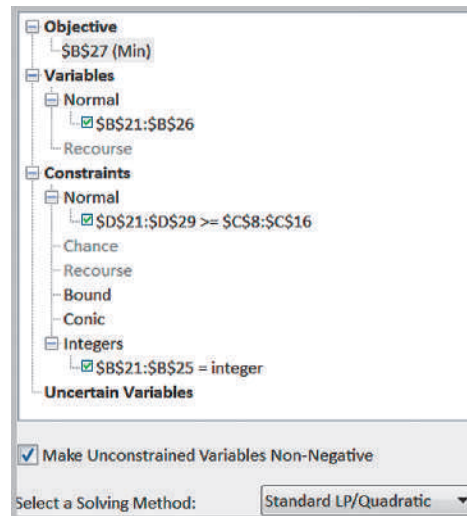 Objective
$B$27 (Min)
Variables
Normal
$B$21:$B$26
Recourse
Constraints
Normal
$D$21:$D$29 >= $C$8:$C$16
Chance
Recourse
Bound
Conic
Integers
$B$21:$B$25 = integer
Uncertain Variables
Make Unconstrained Variables Non-Negative
Select a Solving Method: Standard LP/Quadratic